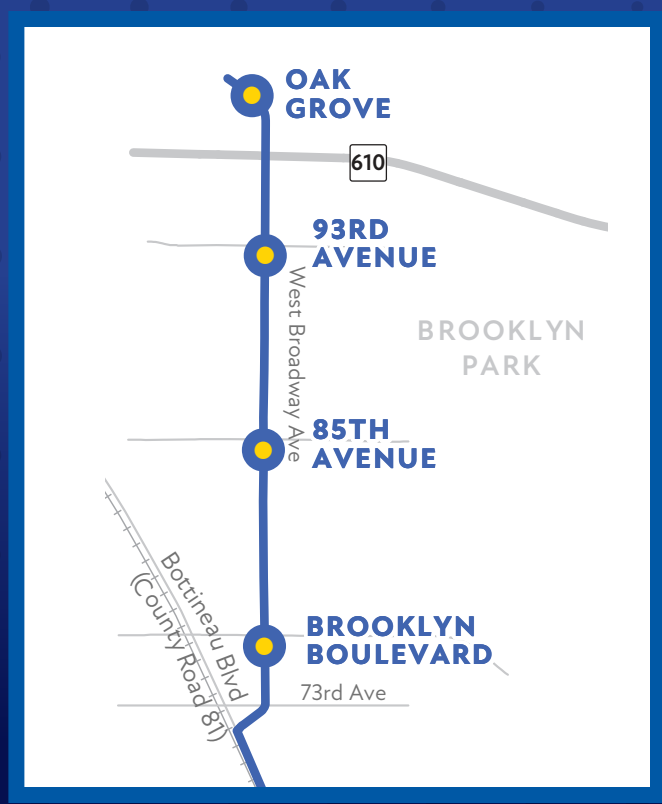 OAK
GROVE
610
93RD
AVENUE
West Broadway Ave
BROOKLYN
PARK
85TH
AVENUE
Bottineau Blvd
(County Road 81)
BROOKLYN
BOULEVARD
73rd Ave